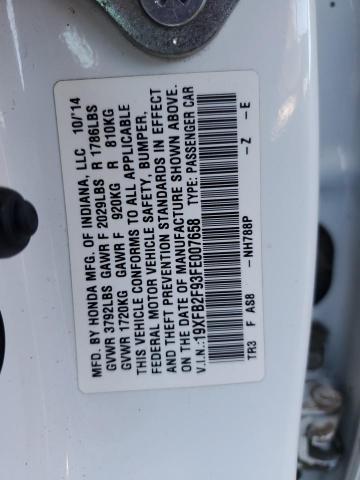 MFD. BY HONDA MFG. OF INDIANA, LLC 10/'14
GVWR 3792LBS GAWR F 2029LBS R 1786LBS
GVWR 1720KG GAWR F 920KG R 810KG
THIS VEHICLE CONFORMS TO ALL APPLICABLE
FEDERAL MOTOR VEHICLE SAFETY, BUMPER,
AND THEFT PREVENTION STANDARDS IN EFFECT
ON THE DATE OF MANUFACTURE SHOWN ABOVE.
V.I.N.:19XFB2F93FE007658 TYPE: PASSENGER CAR
NH788P Z E
TR3 F AS8